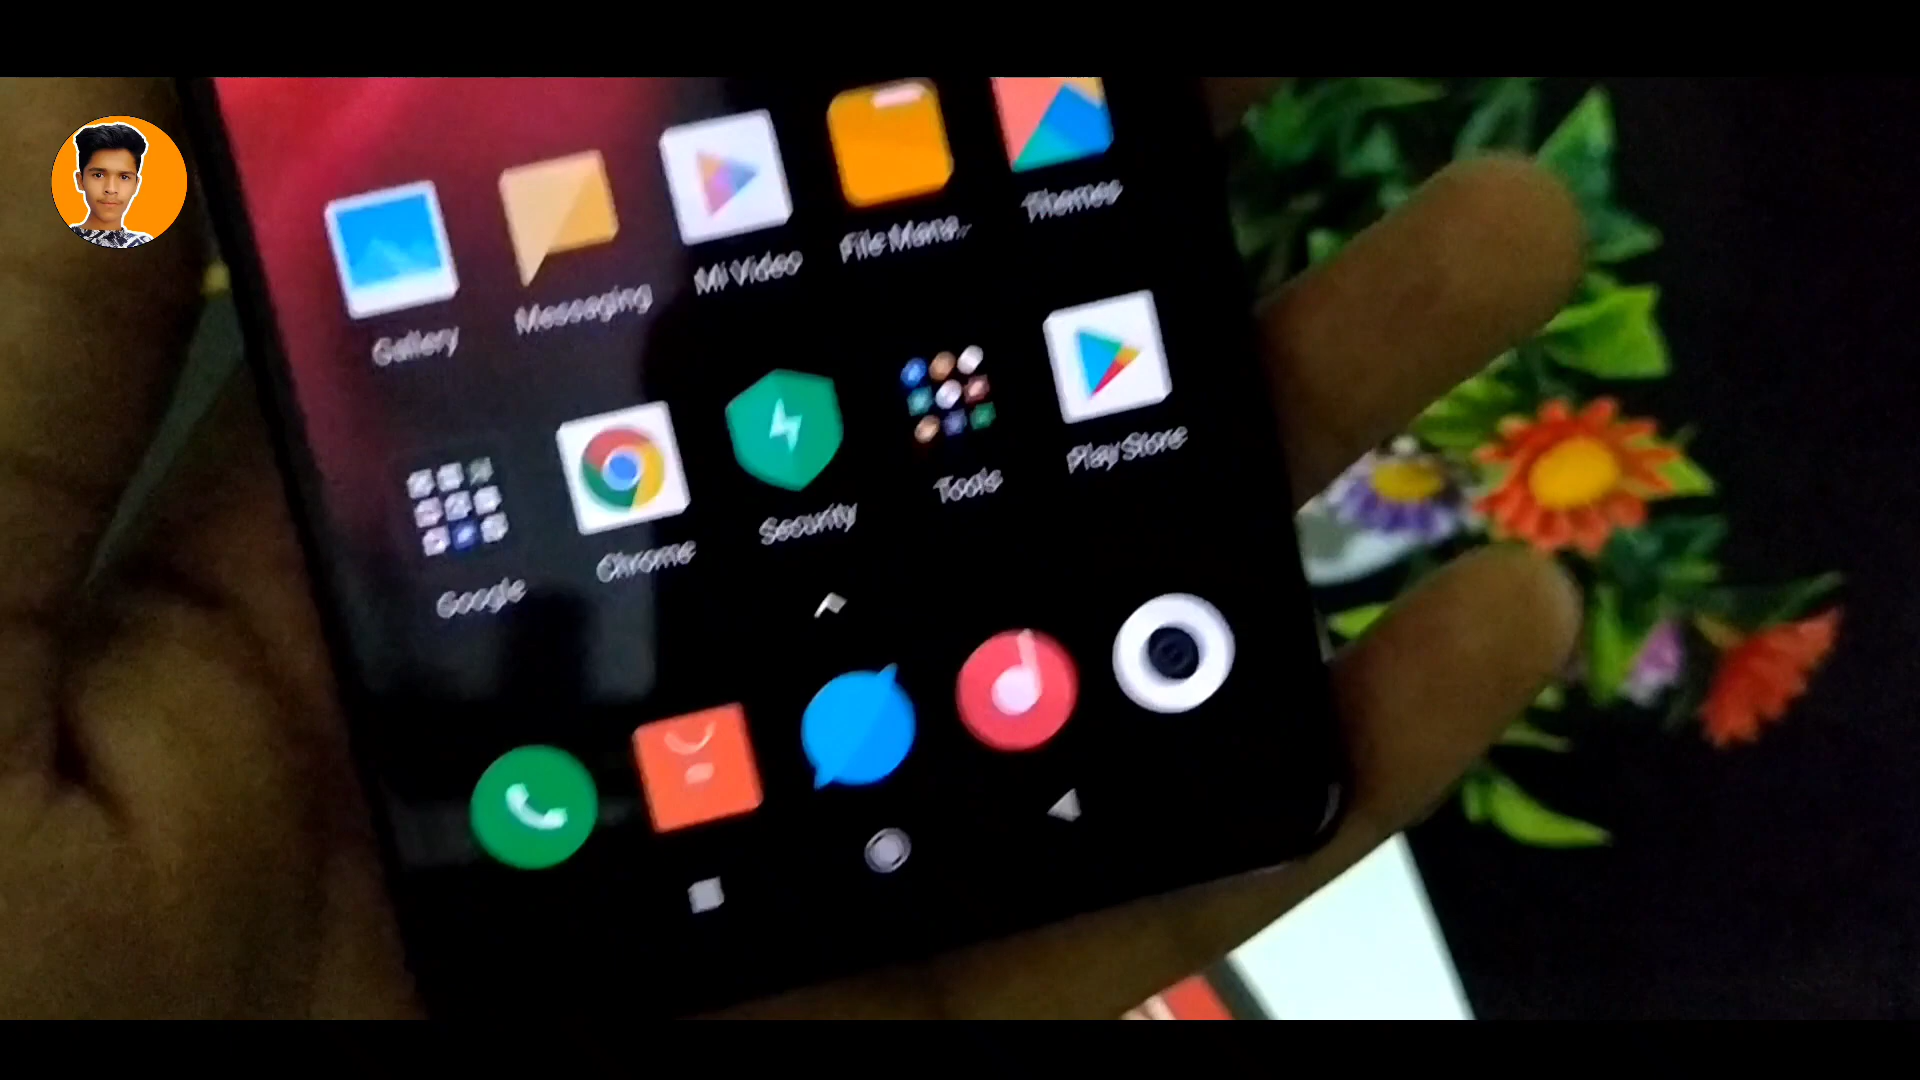 Gallery
Messaging
Mi Video
File Mana..
Themes
Google
Chrome
Security
Tools
Play Store